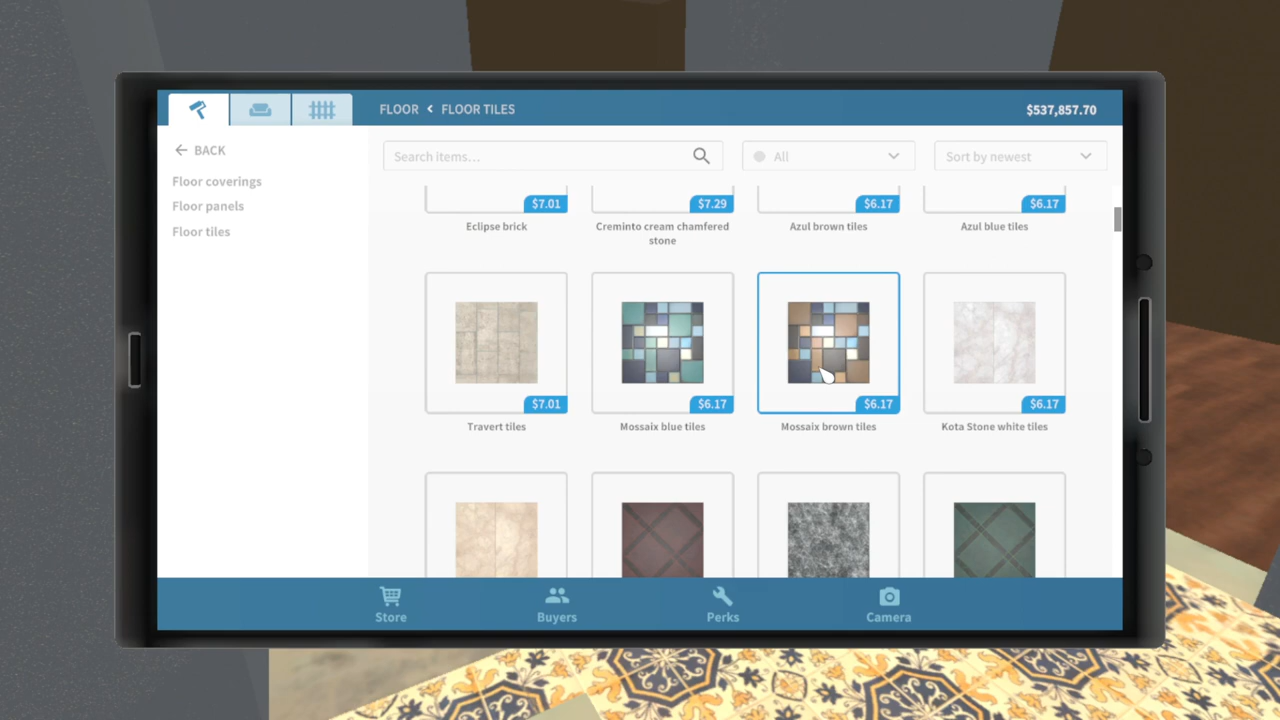 FLOOR < FLOOR TILES
$537,857.70
BACK
Floor coverings
Floor panels
Floor tiles
Search items...
All
Sort by newest
$7.01
$7.29
$6.17
$6.17
Eclipse brick
Creminto cream chamfered
stone
Azul brown tiles
Azul blue tiles
$7.01
$6.17
$6.17
$6.17
Travert tiles
Mossaix blue tiles
Mossaix brown tiles
Kota Stone white tiles
Store
Buyers
Perks
Camera